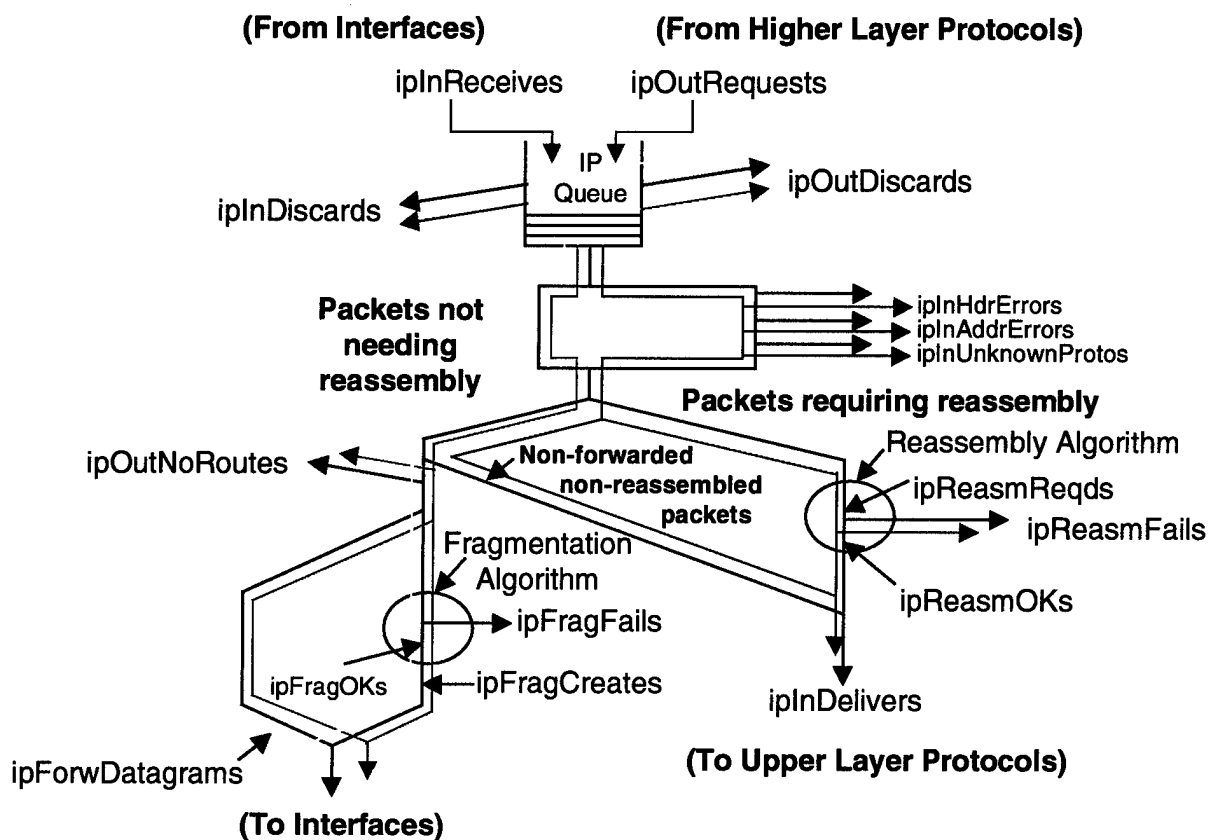 (From Interfaces)
(From Higher Layer Protocols)
ipInReceives
ipOutRequests
IP
Queue
ipInDiscards
ipOutDiscards
Packets not
needing
reassembly
ipInHdrErrors
ipInAddrErrors
ipInUnknownProtos
Packets requiring reassembly
ipOutNoRoutes
Non-forwarded
non-reassembled
packets
Reassembly Algorithm
ipReasmReqds
ipReasmFails
ipReasmOKs
Fragmentation
Algorithm
ipFragFails
ipFragOKs
ipFragCreates
ipInDelivers
ipForwDatagrams
(To Upper Layer Protocols)
(To Interfaces)